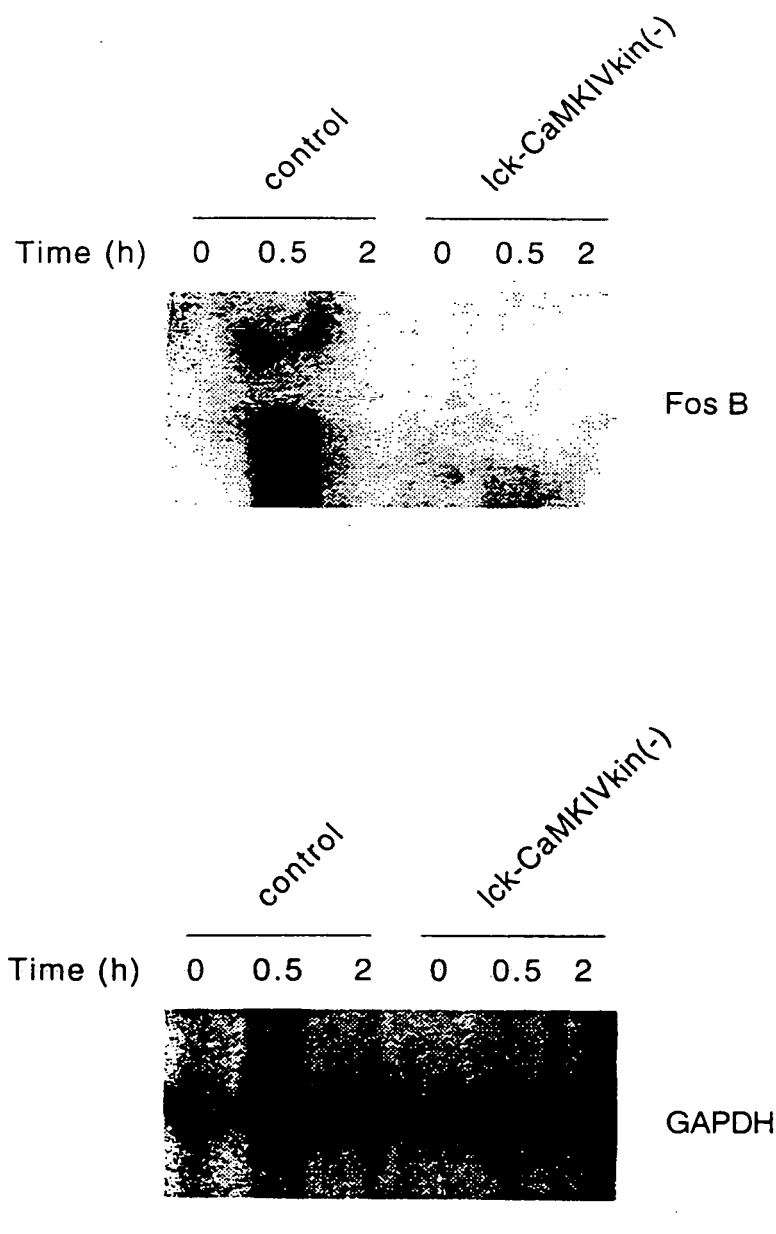 control lck-CaMKIVkin(-)
Time (h) 0 0.5 2 0 0.5 2
Fos B
control lck-CaMKIVkin(-)
Time (h) 0 0.5 2 0 0.5 2
GAPDH